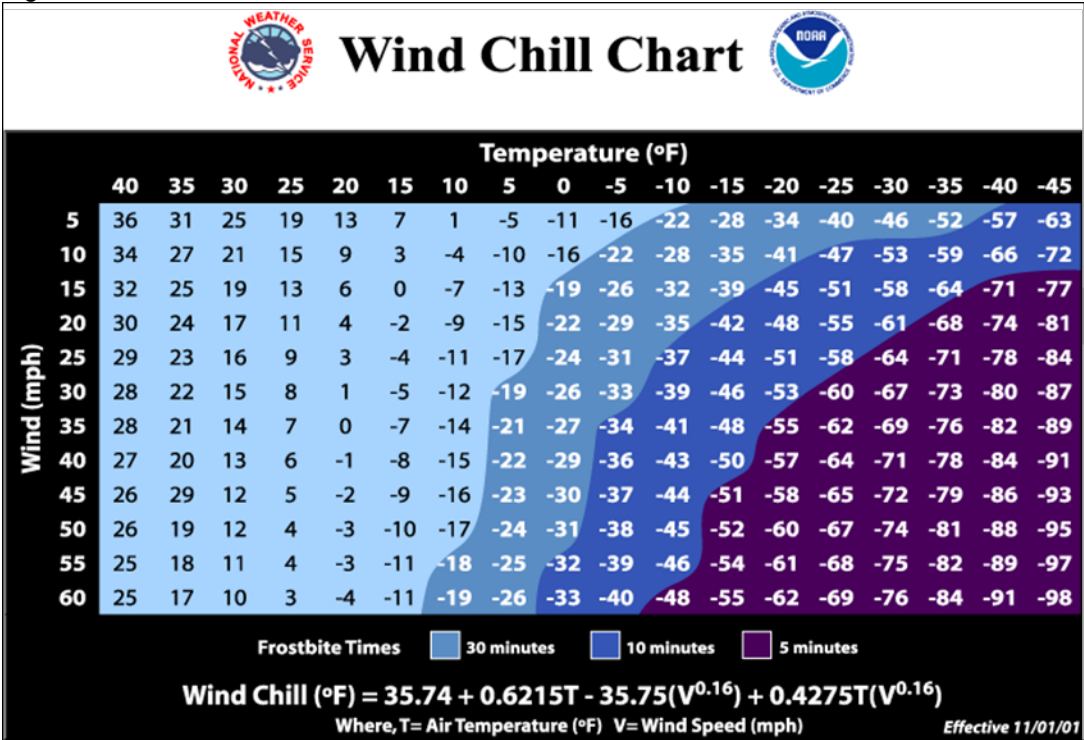 NATIONAL WEATHER SERVICE
Wind Chill Chart
NOAA
NATIONAL OCEANIC AND ATMOSPHERIC ADMINISTRATION
U.S. DEPARTMENT OF COMMERCE
Temperature (ºF)
40 35 30 25 20 15 10 5 0 -5 -10 -15 -20 -25 -30 -35 -40 -45
Wind (mph)
5 36 31 25 19 13 7 1 -5 -11 -16 -22 -28 -34 -40 -46 -52 -57 -63
10 34 27 21 15 9 3 -4 -10 -16 -22 -28 -35 -41 -47 -53 -59 -66 -72
15 32 25 19 13 6 0 -7 -13 -19 -26 -32 -39 -45 -51 -58 -64 -71 -77
20 30 24 17 11 4 -2 -9 -15 -22 -29 -35 -42 -48 -55 -61 -68 -74 -81
25 29 23 16 9 3 -4 -11 -17 -24 -31 -37 -44 -51 -58 -64 -71 -78 -84
30 28 22 15 8 1 -5 -12 -19 -26 -33 -39 -46 -53 -60 -67 -73 -80 -87
35 28 21 14 7 0 -7 -14 -21 -27 -34 -41 -48 -55 -62 -69 -76 -82 -89
40 27 20 13 6 -1 -8 -15 -22 -29 -36 -43 -50 -57 -64 -71 -78 -84 -91
45 26 29 12 5 -2 -9 -16 -23 -30 -37 -44 -51 -58 -65 -72 -79 -86 -93
50 26 19 12 4 -3 -10 -17 -24 -31 -38 -45 -52 -60 -67 -74 -81 -88 -95
55 25 18 11 4 -3 -11 -18 -25 -32 -39 -46 -54 -61 -68 -75 -82 -89 -97
60 25 17 10 3 -4 -11 -19 -26 -33 -40 -48 -55 -62 -69 -76 -84 -91 -98
Frostbite Times 30 minutes 10 minutes 5 minutes
Wind Chill (ºF) = 35.74 + 0.6215T - 35.75(V^0.16) + 0.4275T(V^0.16)
Where, T= Air Temperature (ºF) V= Wind Speed (mph)
Effective 11/01/01